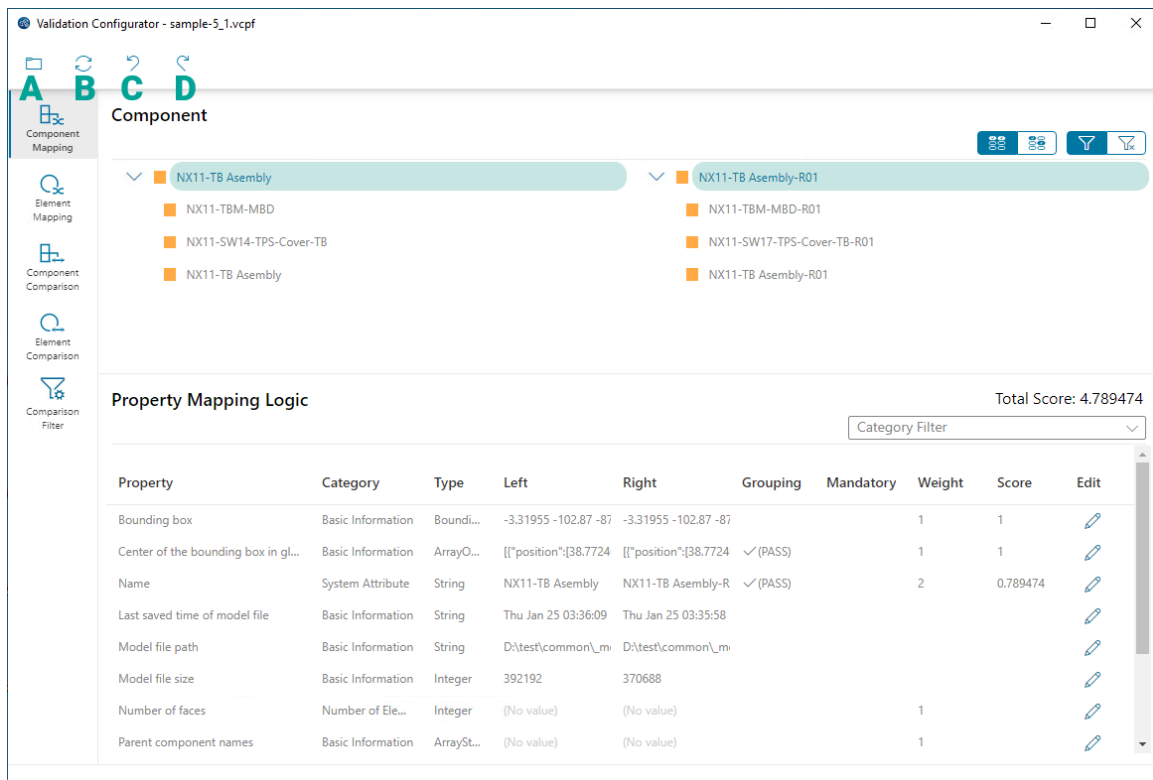 Validation Configurator - sample-5_1.vcpf
A B C D
Component
Mapping
Element
Mapping
Component
Comparison
Element
Comparison
Comparison
Filter
Component
NX11-TB Asembly
NX11-TBM-MBD
NX11-SW14-TPS-Cover-TB
NX11-TB Asembly
NX11-TB Asembly-R01
NX11-TBM-MBD-R01
NX11-SW17-TPS-Cover-TB-R01
NX11-TB Asembly-R01
Property Mapping Logic
Total Score: 4.789474
Category Filter
Property Category Type Left Right Grouping Mandatory Weight Score Edit
Bounding box Basic Information Boundi... -3.31955 -102.87 -87 -3.31955 -102.87 -87 1 1
Center of the bounding box in gl... Basic Information ArrayO... [{"position":[38.7724 [{"position":[38.7724 ✓(PASS) 1 1
Name System Attribute String NX11-TB Asembly NX11-TB Asembly-R ✓(PASS) 2 0.789474
Last saved time of model file Basic Information String Thu Jan 25 03:36:09 Thu Jan 25 03:35:58
Model file path Basic Information String D:\test\common\_m D:\test\common\_m
Model file size Basic Information Integer 392192 370688
Number of faces Number of Ele... Integer (No value) (No value) 1
Parent component names Basic Information ArraySt... (No value) (No value) 1